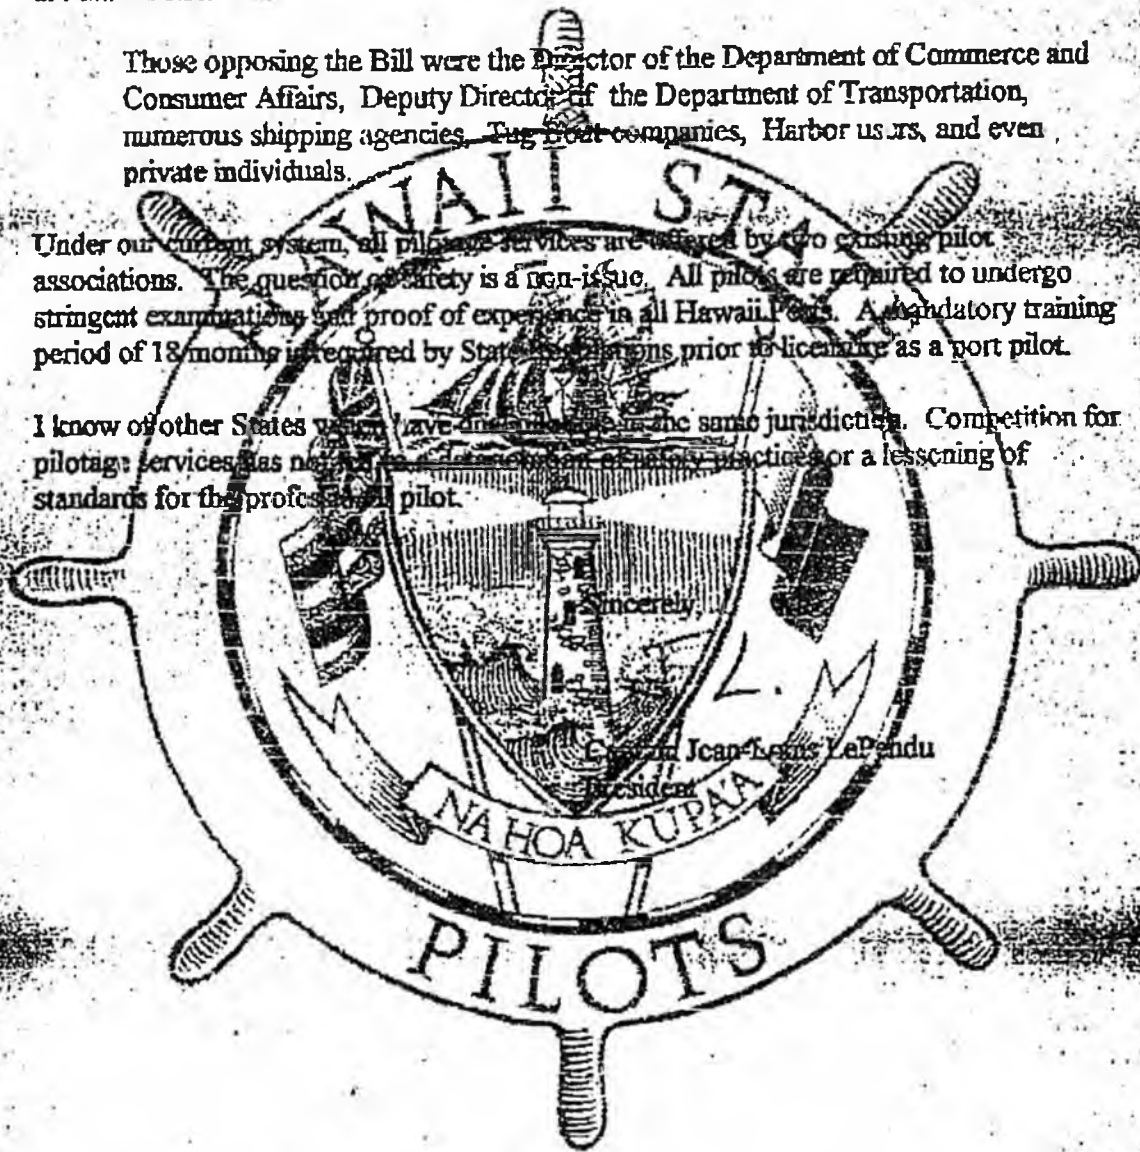 Those opposing the Bill were the Director of the Department of Commerce and
Consumer Affairs, Deputy Director of the Department of Transportation,
numerous shipping agencies, Tug Boat companies, Harbor users, and even
private individuals.
Under our current system, all pilotage services are offered by two existing pilot
associations. The question of safety is a non-issue. All pilots are required to undergo
stringent examinations and proof of experience in all Hawaii Ports. A mandatory training
period of 18 months is required by State Regulations prior to licensure as a port pilot.
I know of other States which have in the same jurisdiction. Competition for
pilotage services has not deterioration of safety practices or a lessening of
standards for the professional pilot.
Sincerely
L.
Captain Jean-Louis LePendu
President
WAII STA
NA HOA KUPA'A
PILOTS